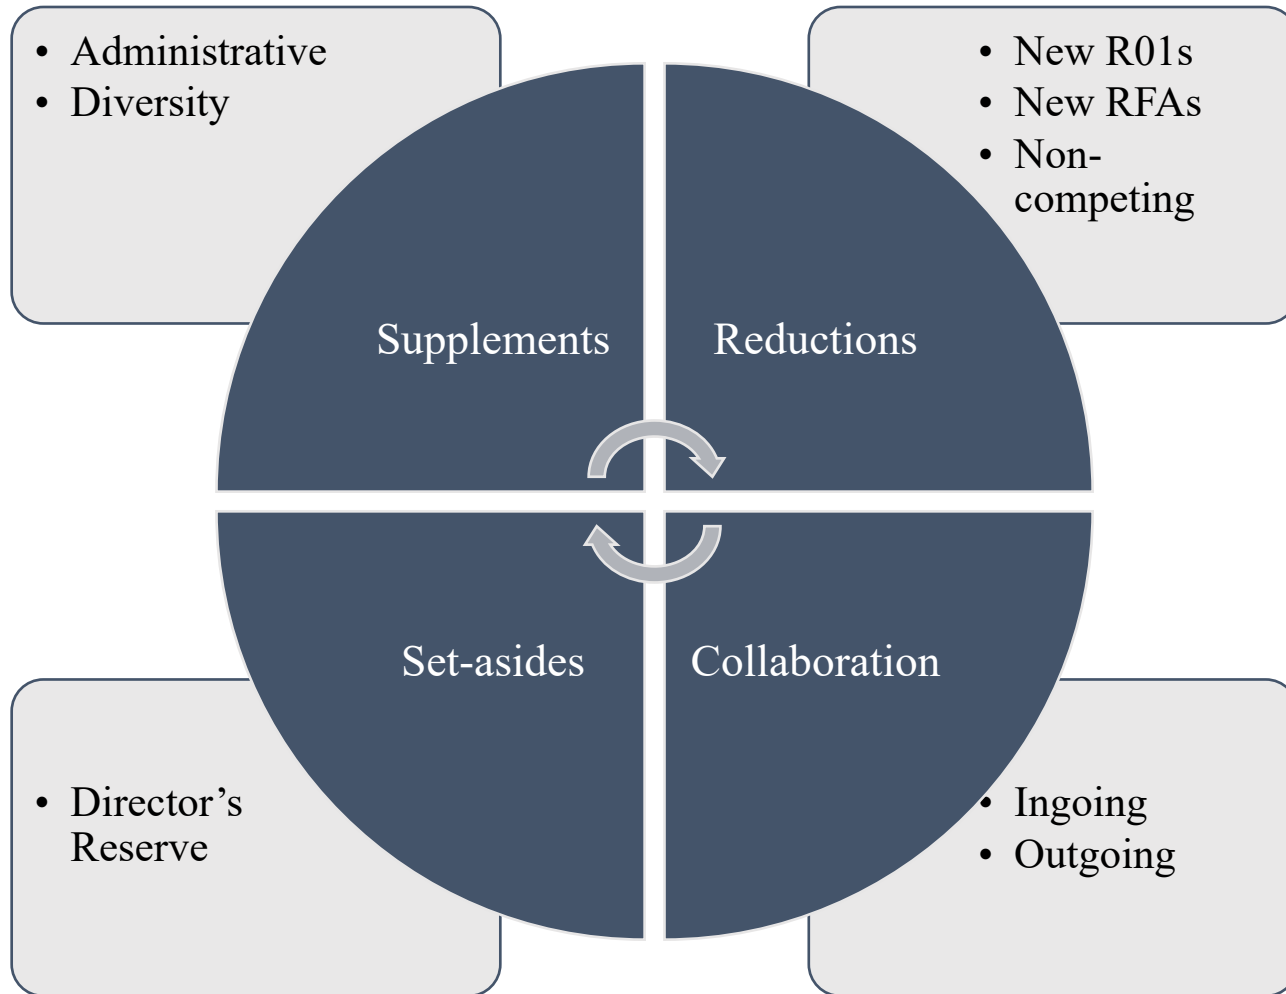 • Administrative
• Diversity
• New R01s
• New RFAs
• Non-
competing
Supplements
Reductions
Set-asides
Collaboration
• Director’s
Reserve
• Ingoing
• Outgoing